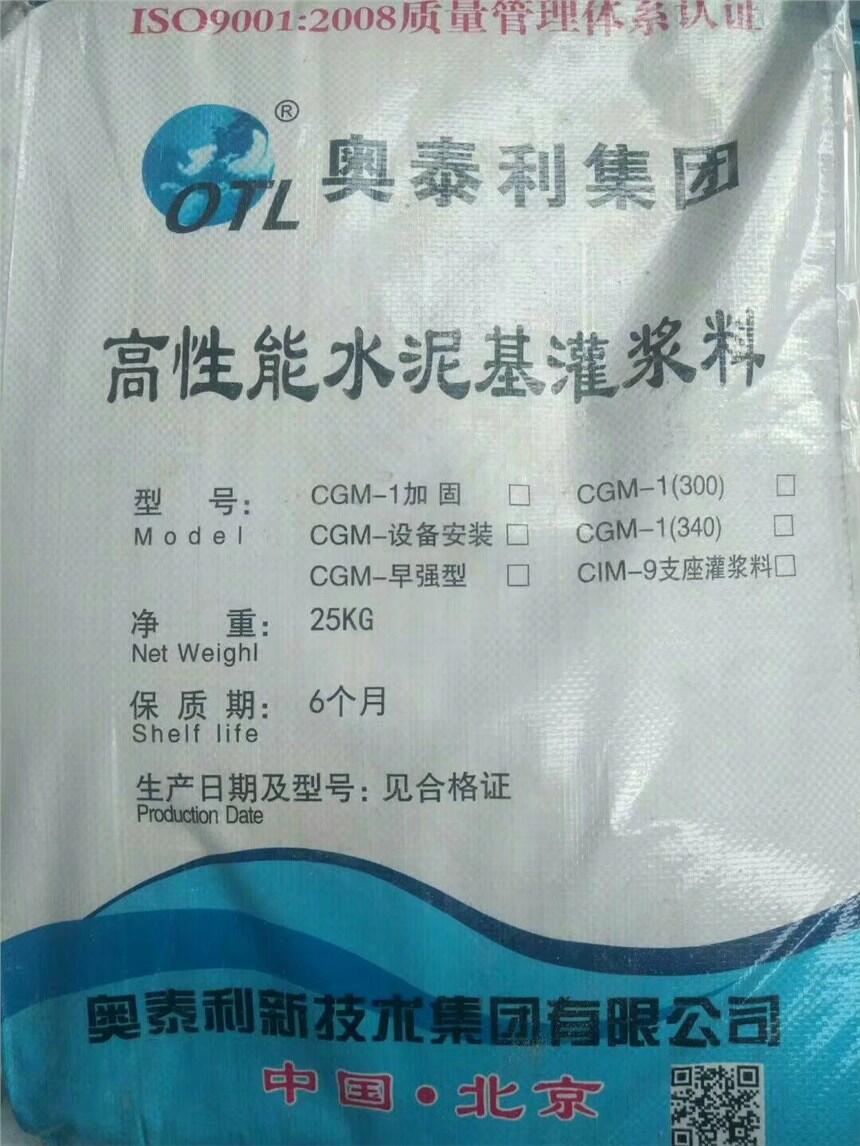 ISO9001:2008质量管理体系认证
®
OTL 奥泰利集团
高性能水泥基灌浆料
型 号: CGM-1加固 □ CGM-1(300) □
Model CGM-设备安装 □ CGM-1(340) □
CGM-早强型 □ CIM-9支座灌浆料□
净 重: 25KG
Net Weighl
保 质 期: 6个月
Shelf life
生产日期及型号: 见合格证
Production Date
奥泰利新技术集团有限公司
中国·北京